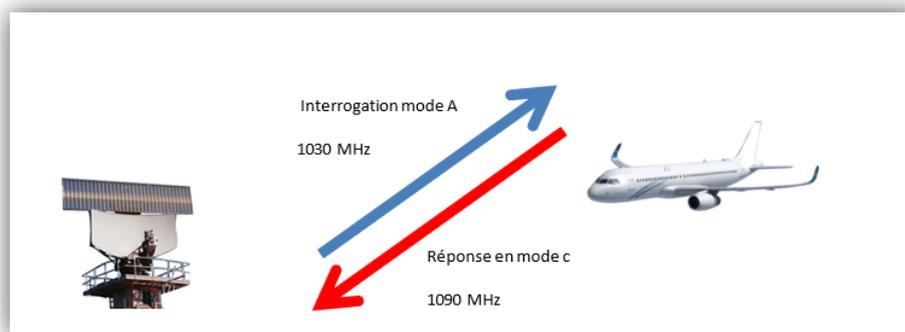 Interrogation mode A
1030 MHz
Réponse en mode c
1090 MHz